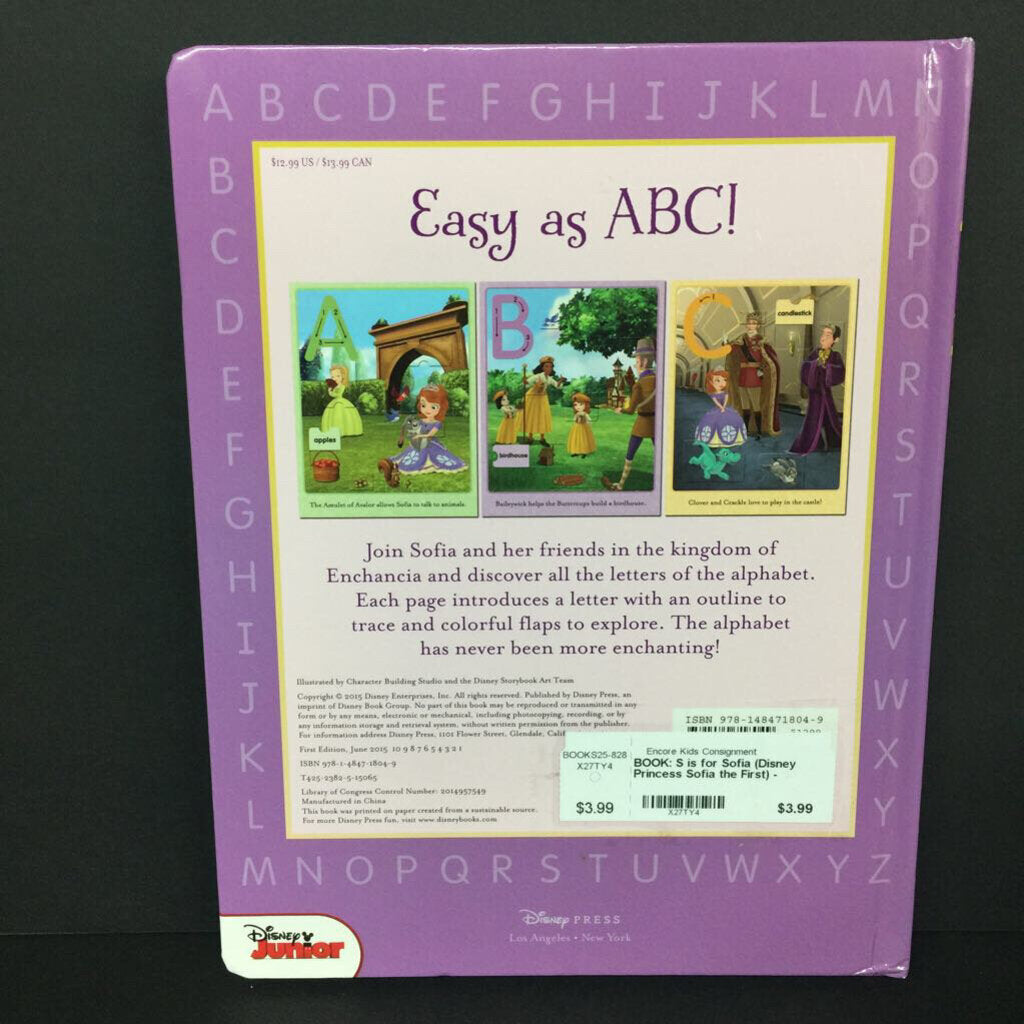 A B C D E F G H I J K L M N
B
C
D
E
F
G
H
I
J
K
L
O
P
Q
R
S
T
U
V
W
X
Y
$12.99 US / $13.99 CAN
Easy as ABC!
A
apples
The Amulet of Avalor allows Sofia to talk to animals.
B
birdhouse
Baileywick helps the Buttercups build a birdhouse.
C
candlestick
Clover and Crackle love to play in the castle!
Join Sofia and her friends in the kingdom of
Enchancia and discover all the letters of the alphabet.
Each page introduces a letter with an outline to
trace and colorful flaps to explore. The alphabet
has never been more enchanting!
Illustrated by Character Building Studio and the Disney Storybook Art Team
Copyright © 2015 Disney Enterprises, Inc. All rights reserved. Published by Disney Press, an
imprint of Disney Book Group. No part of this book may be reproduced or transmitted in any
form or by any means, electronic or mechanical, including photocopying, recording, or by
any information storage and retrieval system, without written permission from the publisher.
For information address Disney Press, 1101 Flower Street, Glendale,
First Edition, June 2015 10 9 8 7 6 5 4 3 2 1
ISBN 978-1-4847-1804-9
T425-2382-5-15065
Library of Congress Control Number: 2014957549
Manufactured in China
This book was printed on paper created from a sustainable source.
For more Disney Press fun, visit www.disneybooks.com
ISBN 978-148471804-9
BOOKS25-828
X27TY4
$3.99
Encore Kids Consignment
BOOK: S is for Sofia (Disney
Princess Sofia the First) -
X27TY4
$3.99
M N O P Q R S T U V W X Y Z
Disney PRESS
Los Angeles • New York
Disney
Junior